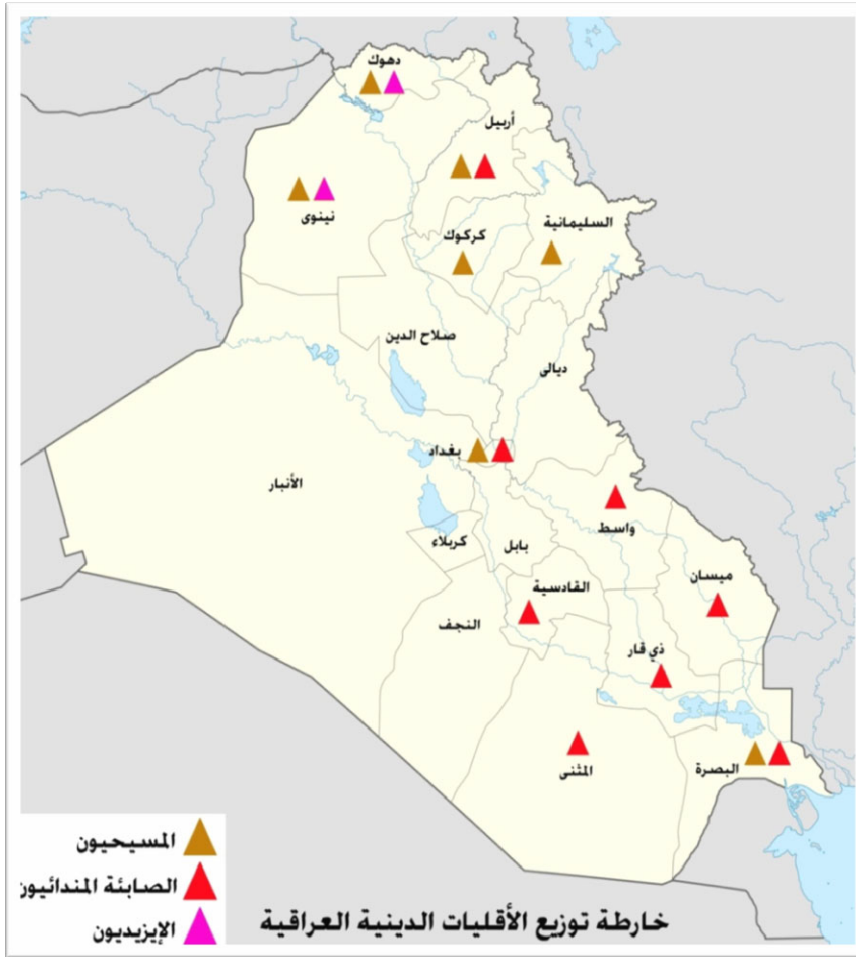 دهوك
أربيل
نينوى
كركوك
السليمانية
صلاح الدين
ديالى
بغداد
الأنبار
واسط
كربلاء
بابل
ميسان
القادسية
النجف
ذي قار
المثنى
البصرة
المسيحيون
الصابئة المندائيون
الإيزيديون
خارطة توزيع الأقليات الدينية العراقية